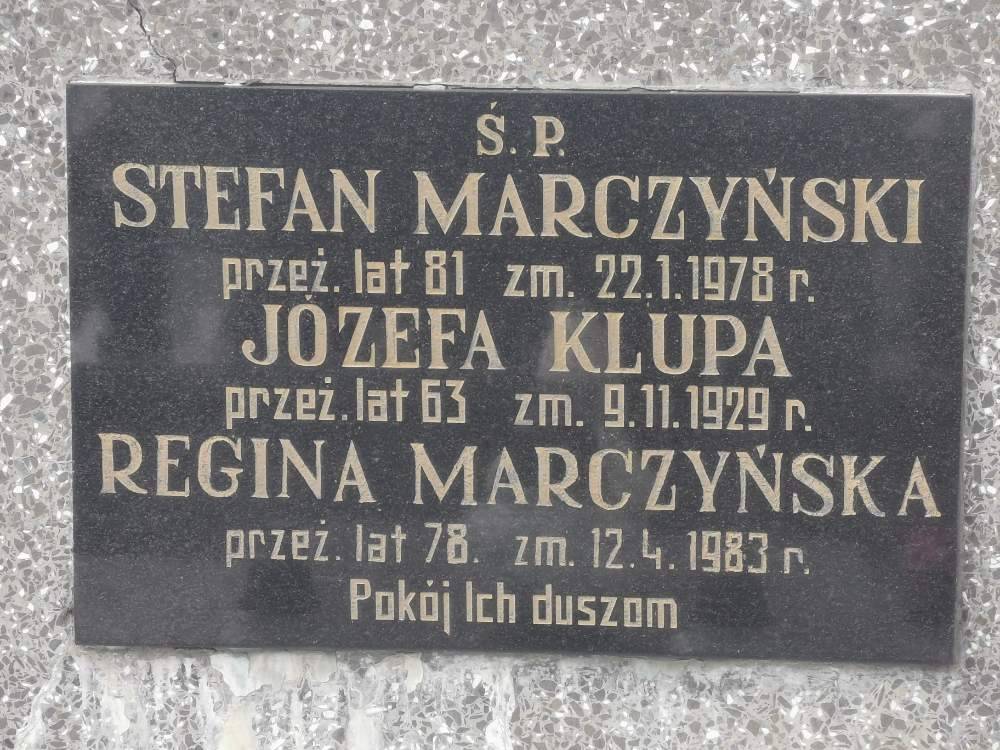 Ś. P.
STEFAN MARCZYŃSKI
przeż. lat 81 zm. 22.1.1978 r.
JÓZEFA KLUPA
przeż. lat 63 zm. 9.11.1929 r.
REGINA MARCZYŃSKA
przeż. lat 78. zm. 12.4.1983 r.
Pokój Ich duszom